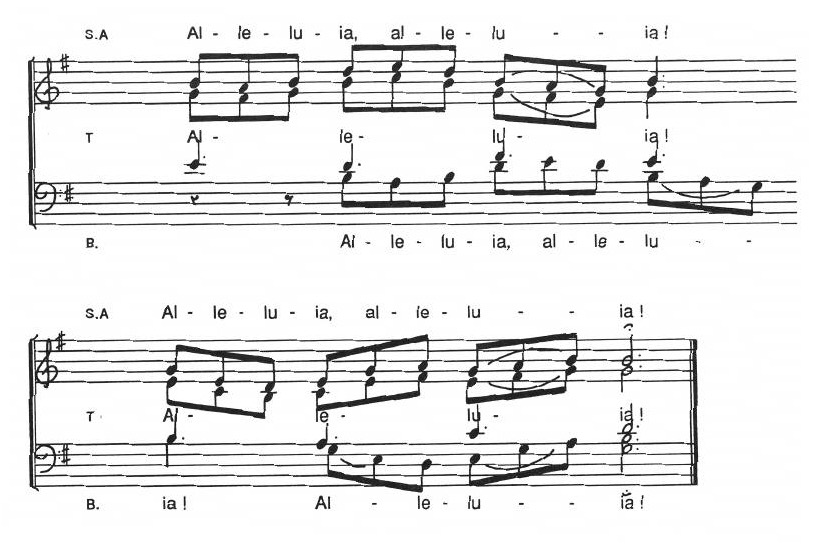 S.A Al - le - lu - ia, al - le - lu - - ia !
T Al - le - lu - ia !
B. Al - le - lu - ia, al - le - lu - -
S.A Al - le - lu - ia, al - le - lu - - ia !
T Al - le - lu - ia !
B. ia ! Al - le - lu - - ia !